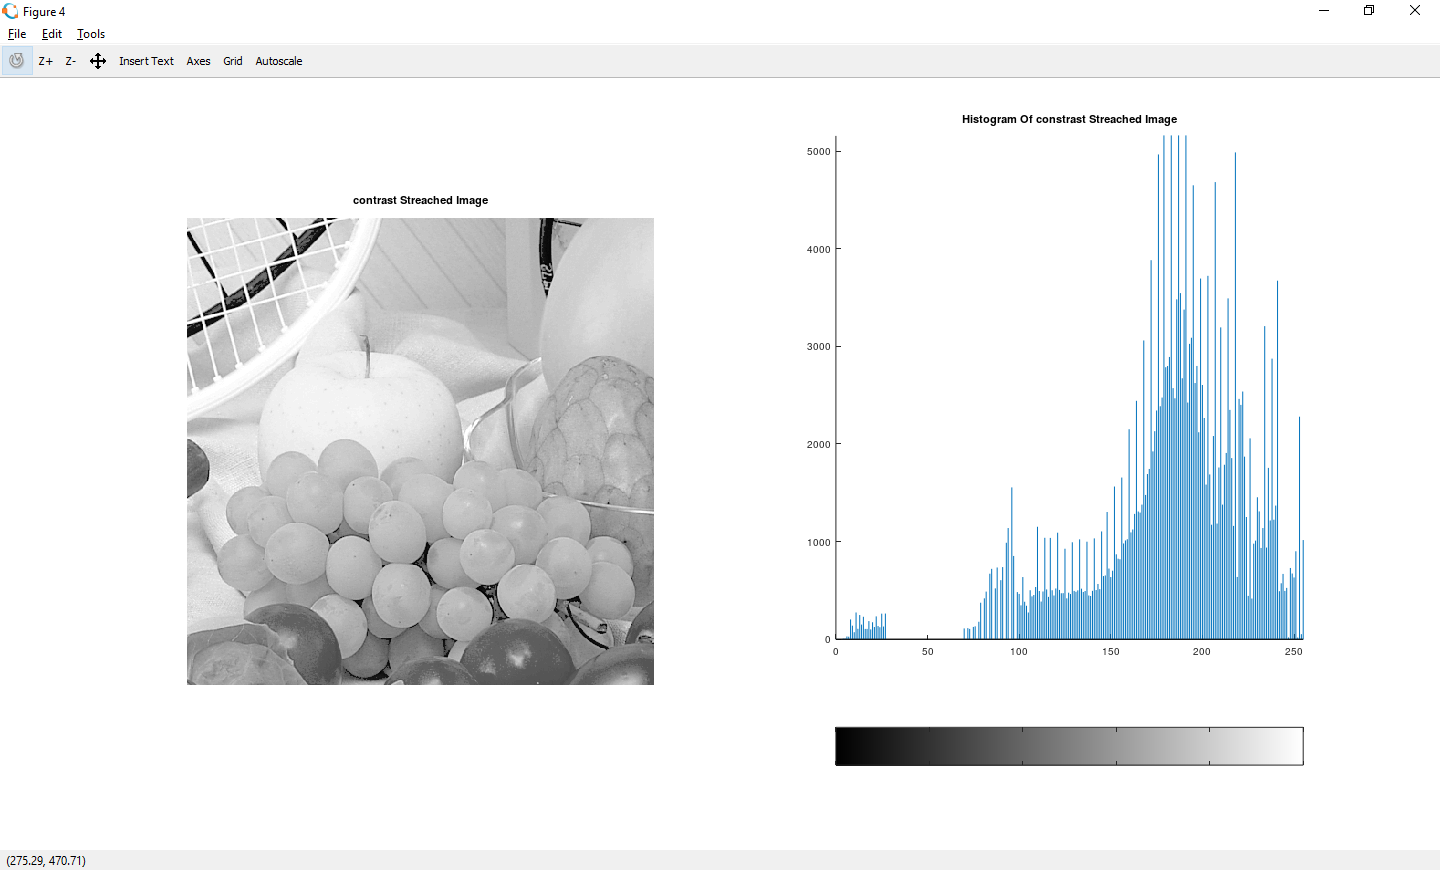 Figure 4
File Edit Tools
Z+ Z- Insert Text Axes Grid Autoscale
contrast Streached Image
Histogram Of constrast Streached Image
5000
4000
3000
2000
1000
0
0 50 100 150 200 250
(275.29, 470.71)